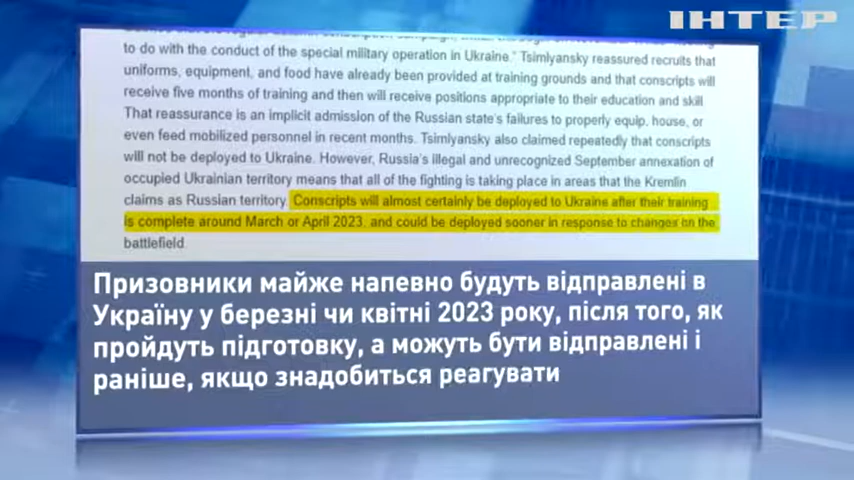 ІНТЕР
to do with the conduct of the special military operation in Ukraine." Tsimlyansky reassured recruits that
uniforms, equipment, and food have already been provided at training grounds and that conscripts will
receive five months of training and then will receive positions appropriate to their education and skill
That reassurance is an implicit admission of the Russian state's failures to properly equip, house, or
even feed mobilized personnel in recent months. Tsimlyansky also claimed repeatedly that conscripts
will not be deployed to Ukraine. However, Russia's illegal and unrecognized September annexation of
occupied Ukrainian territory means that all of the fighting is taking place in areas that the Kremlin
claims as Russian territory. Conscripts will almost certainly be deployed to Ukraine after their training
is complete around March or April 2023, and could be deployed sooner in response to changes on the
battlefield
Призовники майже напевно будуть відправлені в
Україну у березні чи квітні 2023 року, після того, як
пройдуть підготовку, а можуть бути відправлені і
раніше, якщо знадобиться реагувати